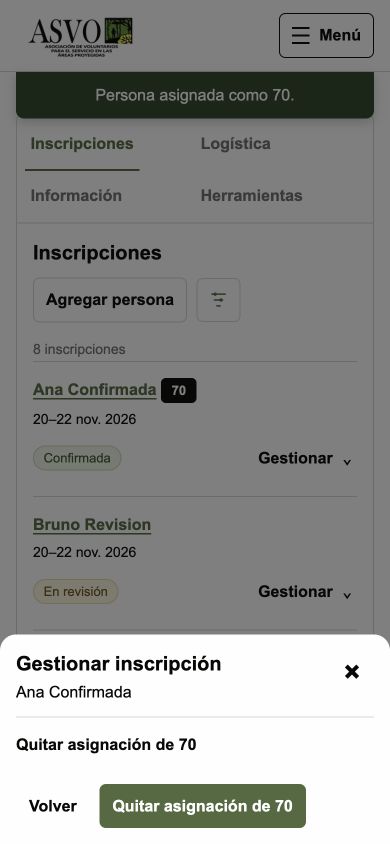 ASVO
ASOCIACIÓN DE VOLUNTARIOS
PARA EL SERVICIO EN LAS
ÁREAS PROTEGIDAS
Menú
Persona asignada como 70.
Inscripciones
Logística
Información
Herramientas
Inscripciones
Agregar persona
8 inscripciones
Ana Confirmada 70
20–22 nov. 2026
Confirmada
Gestionar
Bruno Revision
20–22 nov. 2026
En revisión
Gestionar
Gestionar inscripción
Ana Confirmada
Quitar asignación de 70
Volver
Quitar asignación de 70